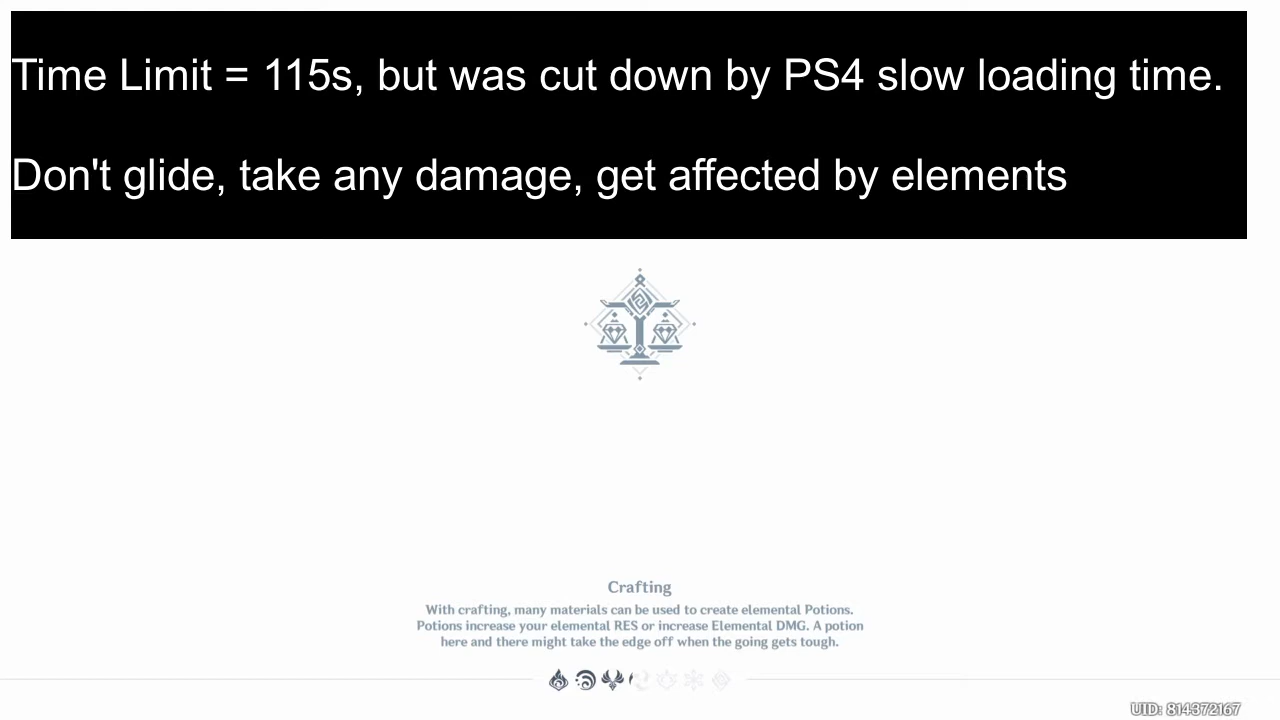 Time Limit = 115s, but was cut down by PS4 slow loading time.
Don't glide, take any damage, get affected by elements
Crafting
With crafting, many materials can be used to create elemental Potions.
Potions increase your elemental RES or increase Elemental DMG. A potion
here and there might take the edge off when the going gets tough.
UID: 814372167